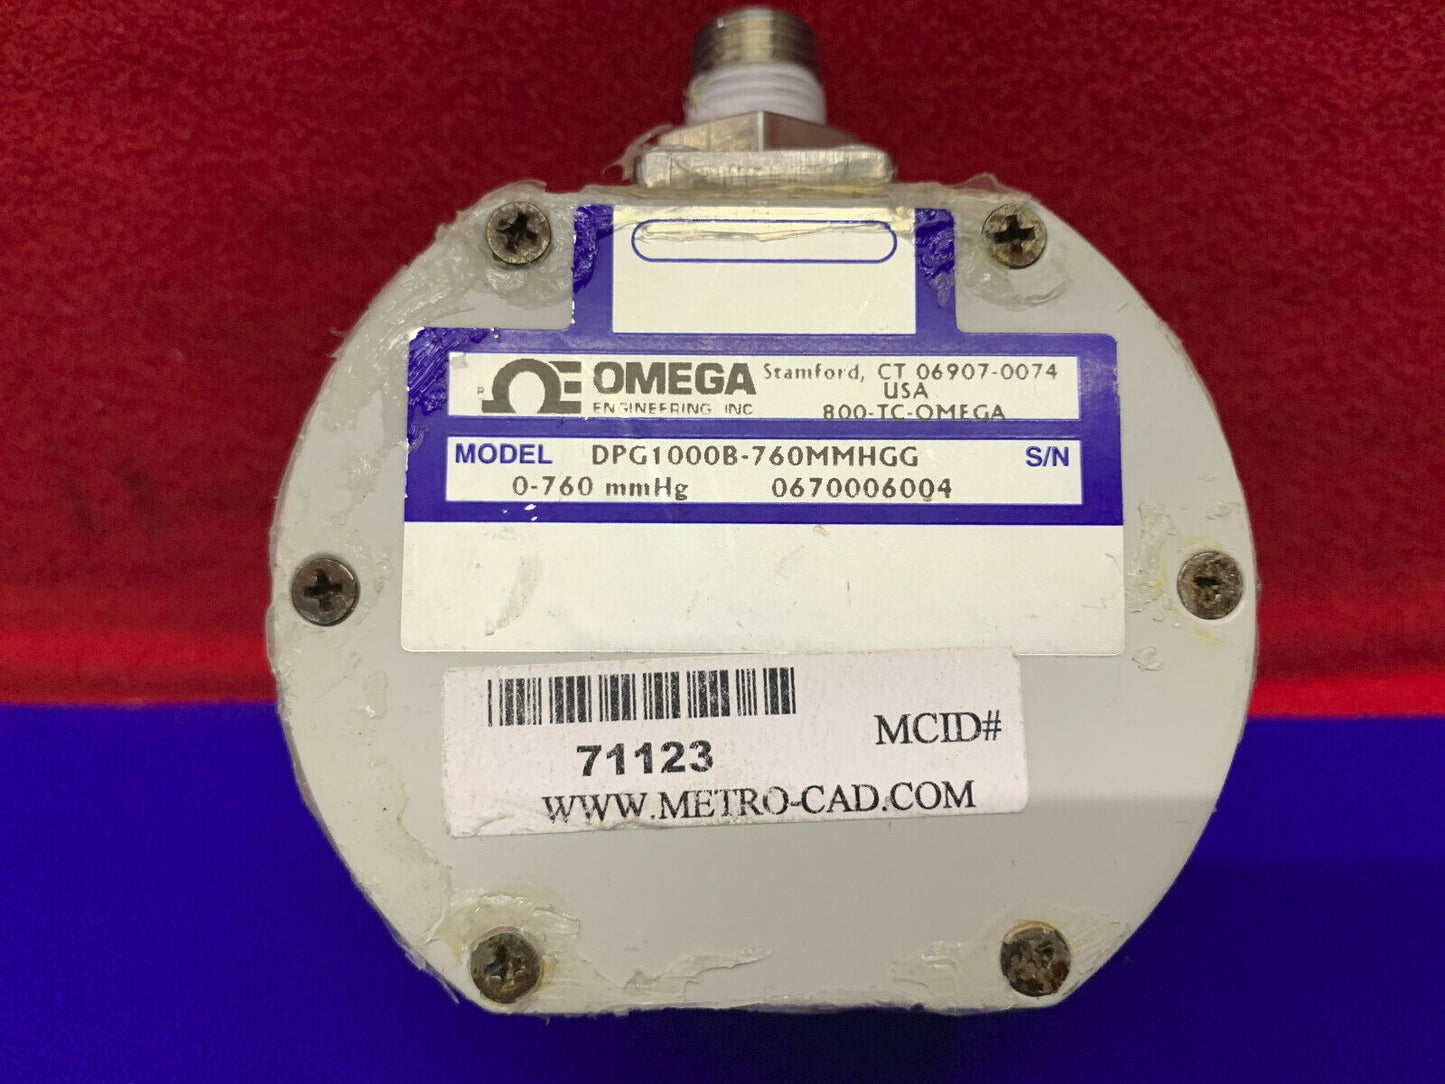 R OMEGA Stamford, CT 06907-0074
USA
ENGINEERING, INC 800-TC-OMEGA
MODEL DPG1000B-760MMHGG S/N
0-760 mmHg 0670006004
71123 MCID#
WWW.METRO-CAD.COM